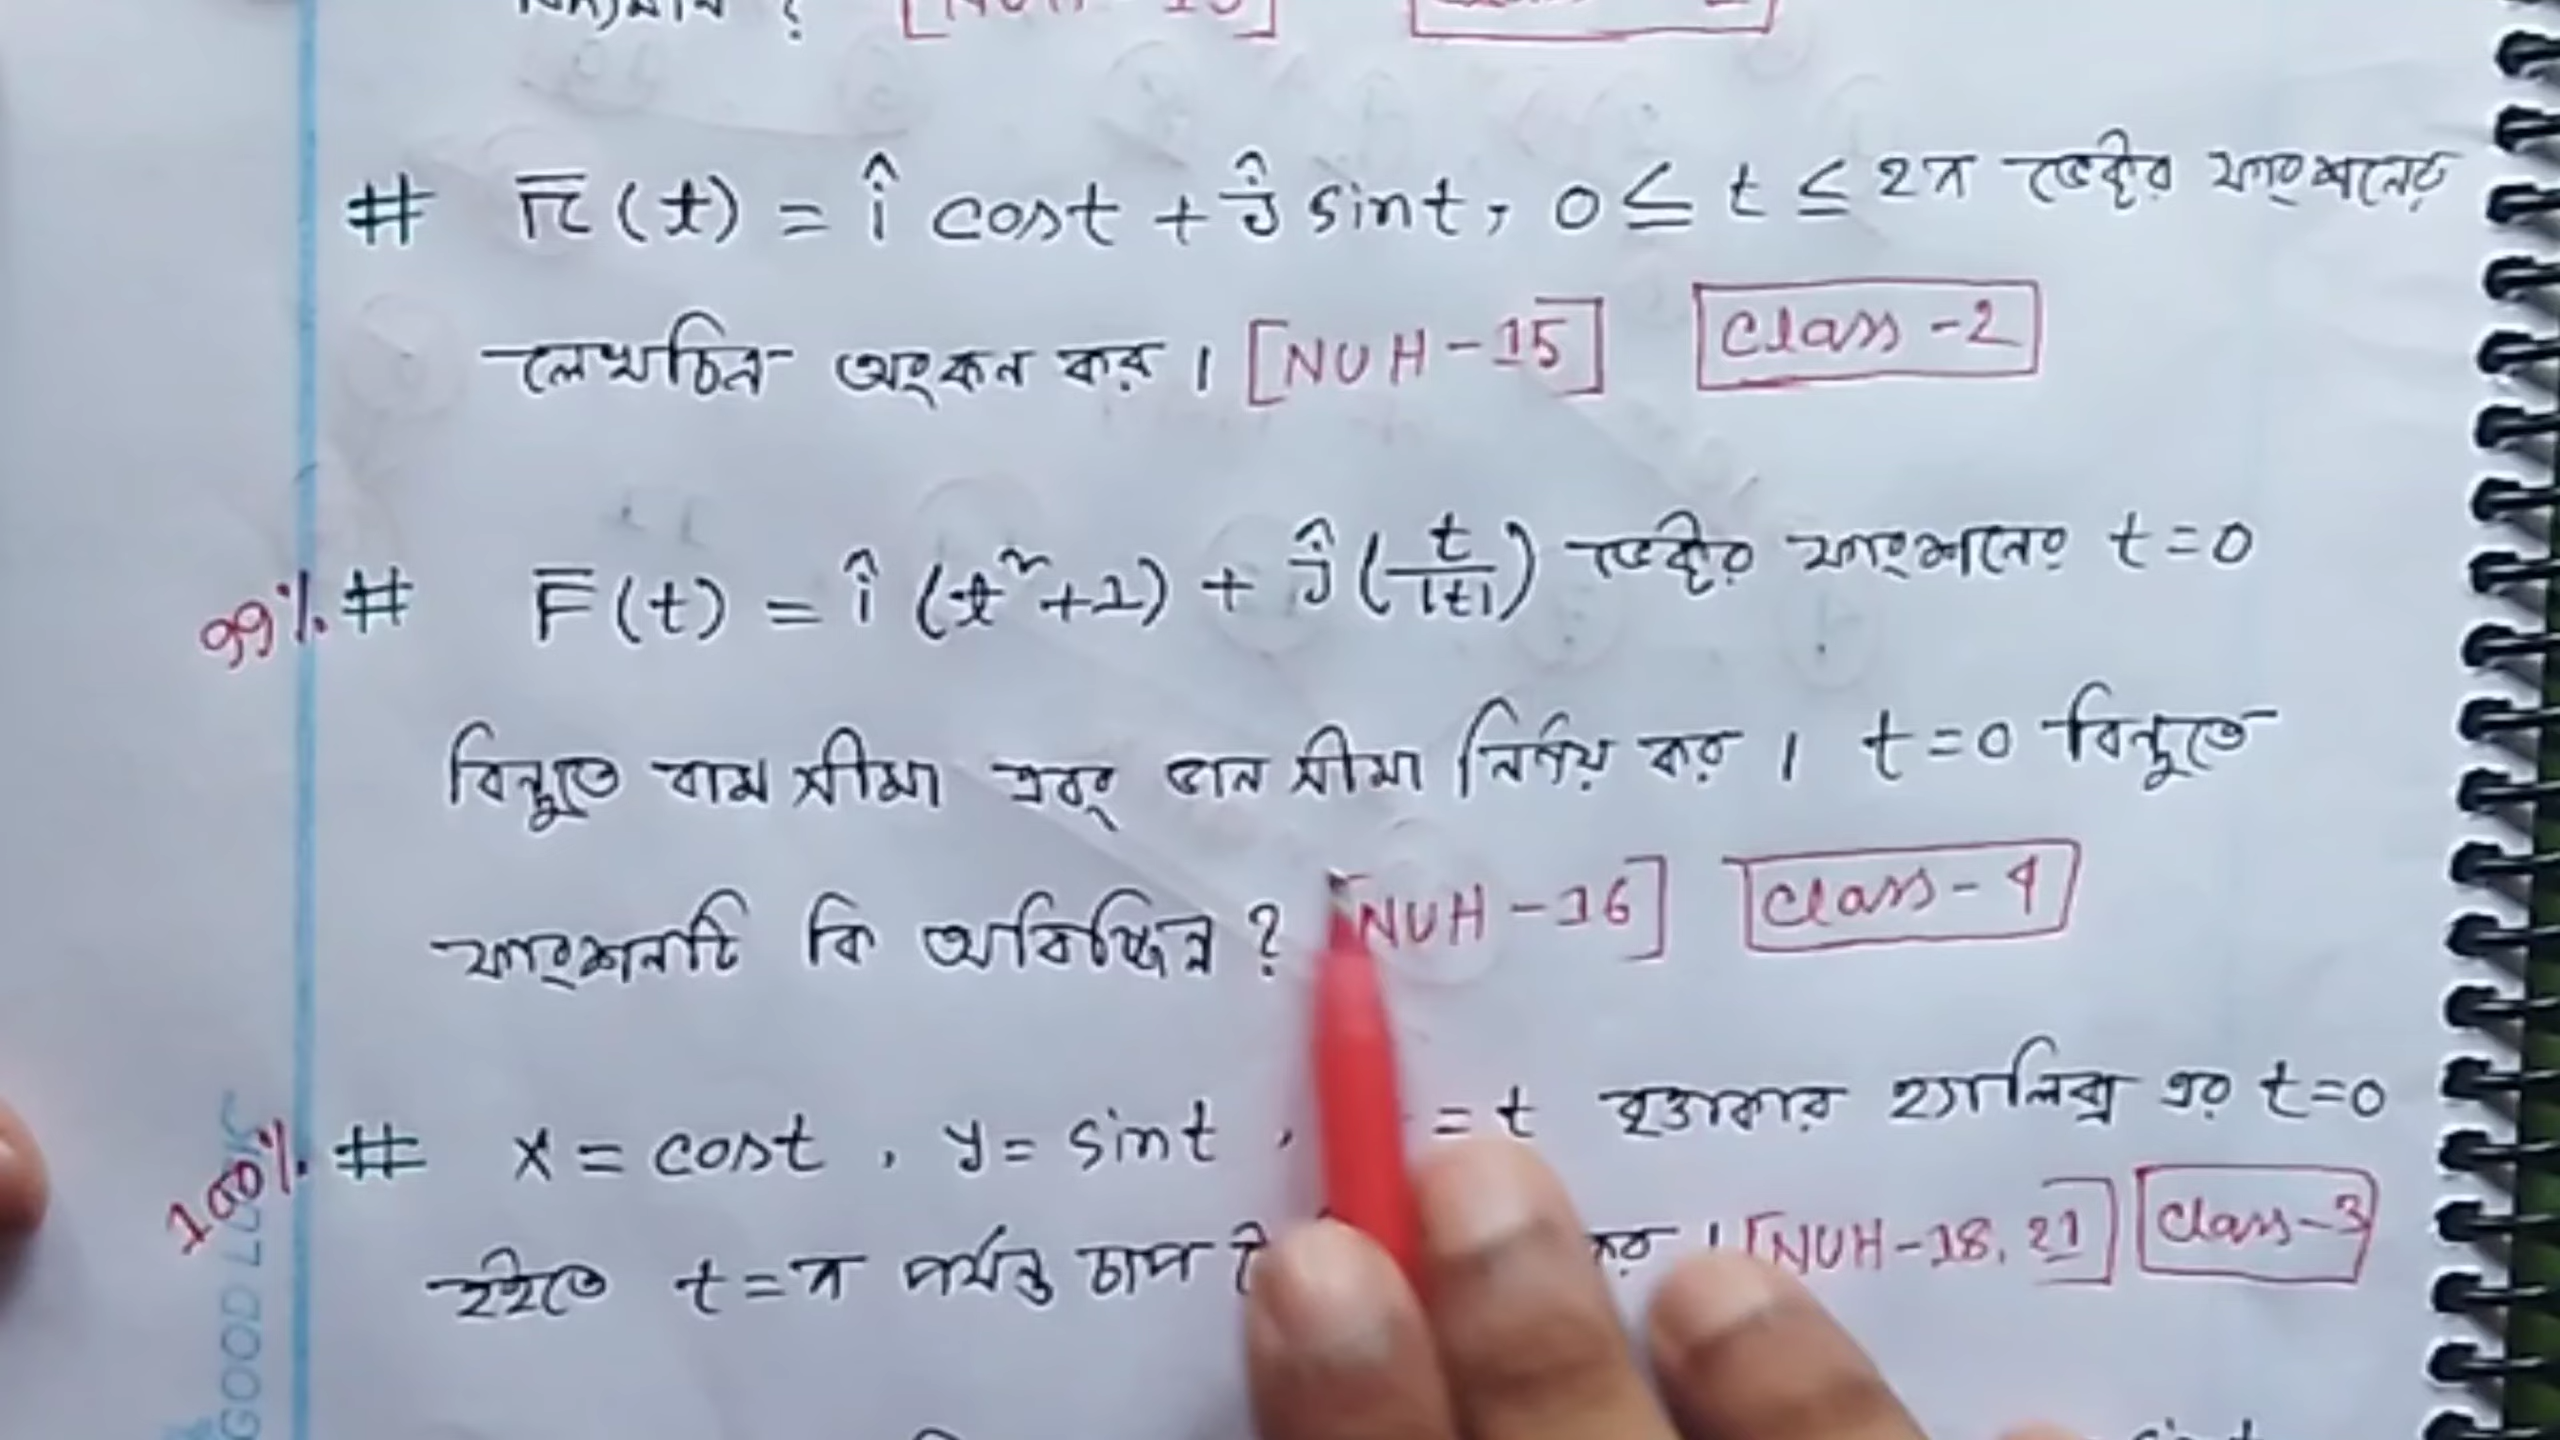 # r̅(t) = î cost + ĵ sint, 0 ≤ t ≤ 2π ভেক্টর ফাংশনের
লেখচিত্র অংকন কর । [NUH-15] Class-2
99% # F̅(t) = î (t²+1) + ĵ (t/|t|) ভেক্টর ফাংশনের t=0
বিন্দুতে বাম সীমা এবং ডান সীমা নির্ণয় কর । t=0 বিন্দুতে
ফাংশনটি কি অবিচ্ছিন্ন ? [NUH-16] Class-4
100% # x = cost , y = sint , = t বৃত্তাকার হ্যালিক্স এর t=0
হইতে t=π পর্যন্ত চাপ কর । [NUH-18, 21] Class-3
GOOD LUCK